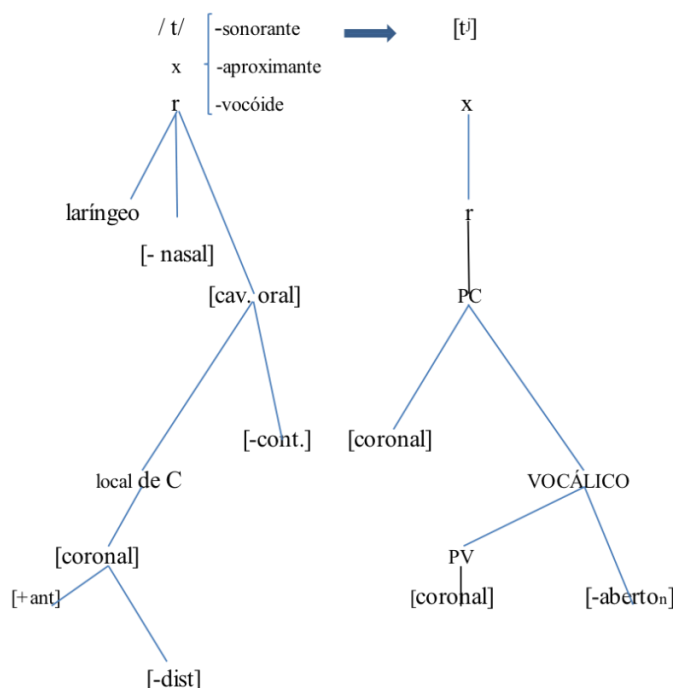 / t/ -sonorante [tʲ]
x -aproximante
r -vocóide x
laríngeo r
[- nasal]
[cav. oral] PC
[-cont.] [coronal]
local de C VOCÁLICO
[coronal] PV
[+ant] [coronal] [-abertoₙ]
[-dist]